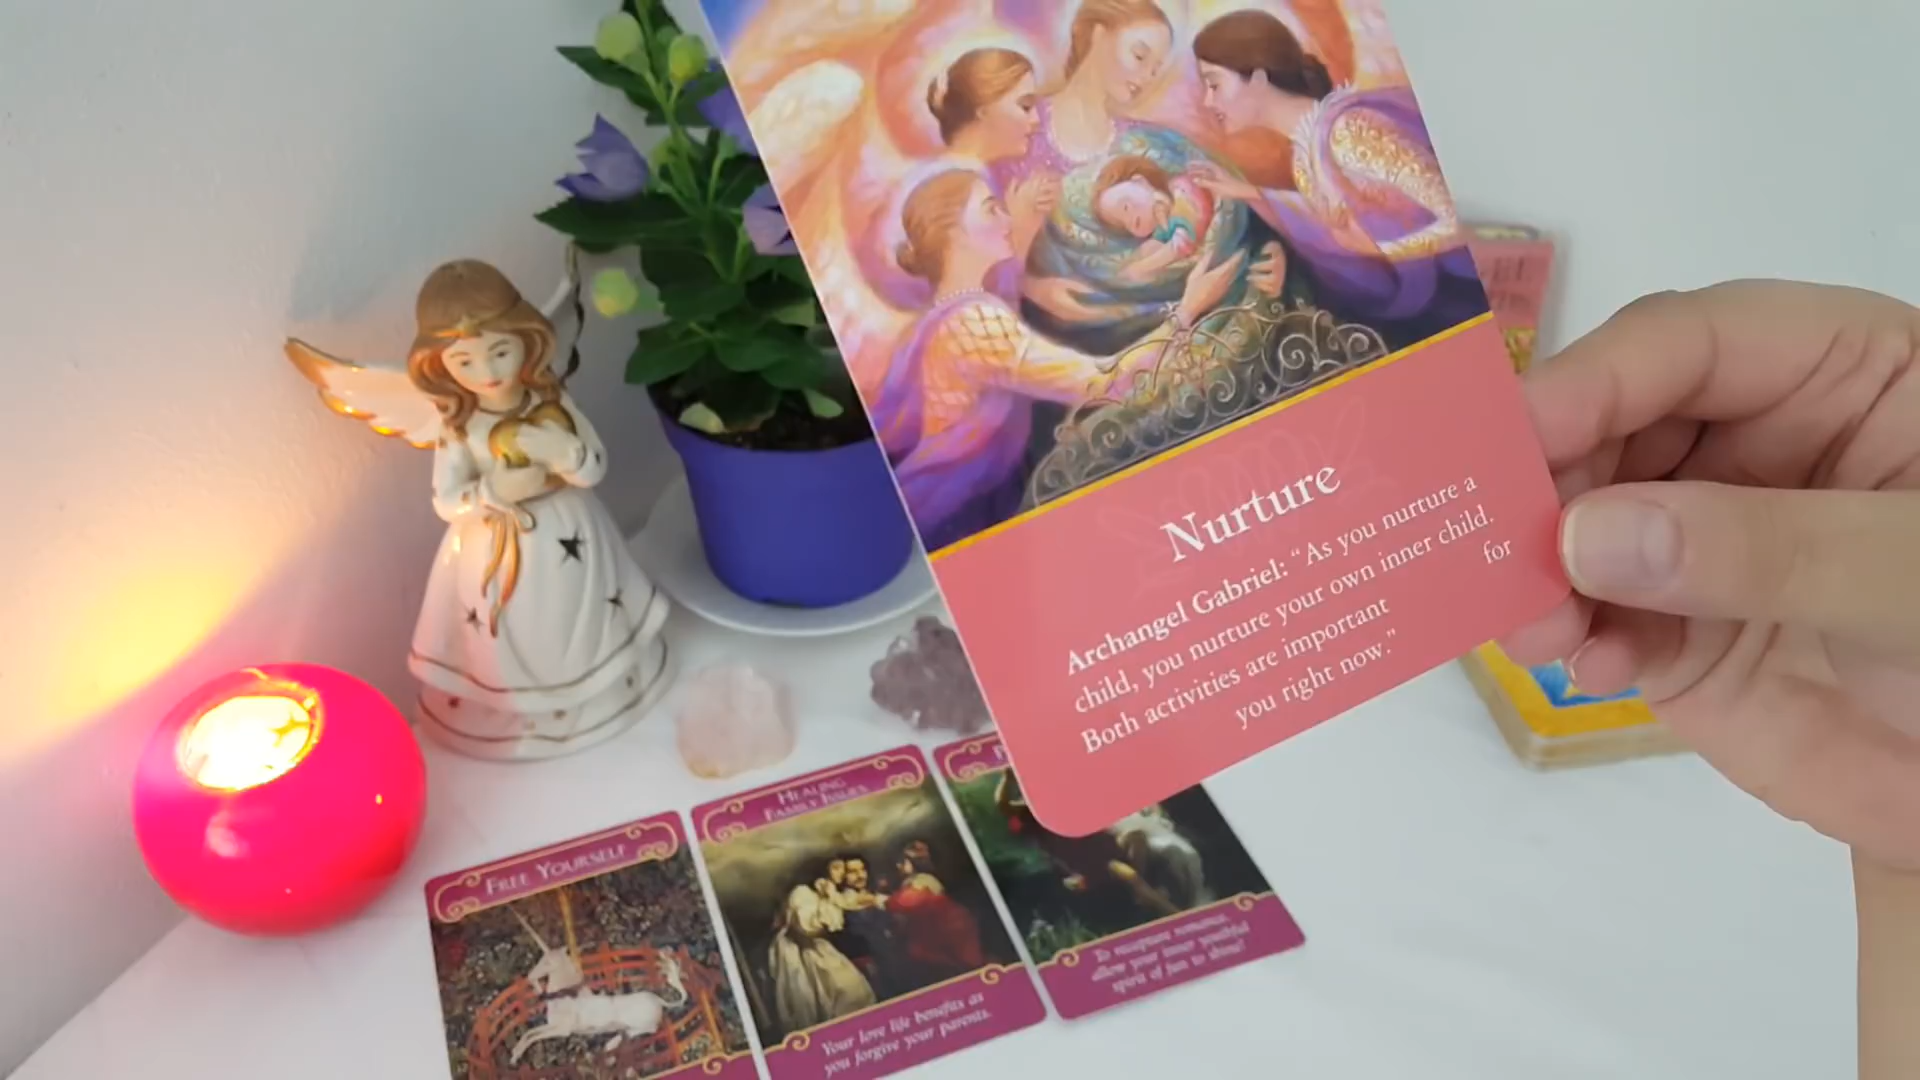 Nurture
Archangel Gabriel: “As you nurture a
child, you nurture your own inner child.
Both activities are important for
you right now.”
FREE YOURSELF
HEALING
FAMILY ISSUES
Your love life benefits as
you forgive your parents.
To recapture romance,
allow your inner youthful
spirit of fun to shine!